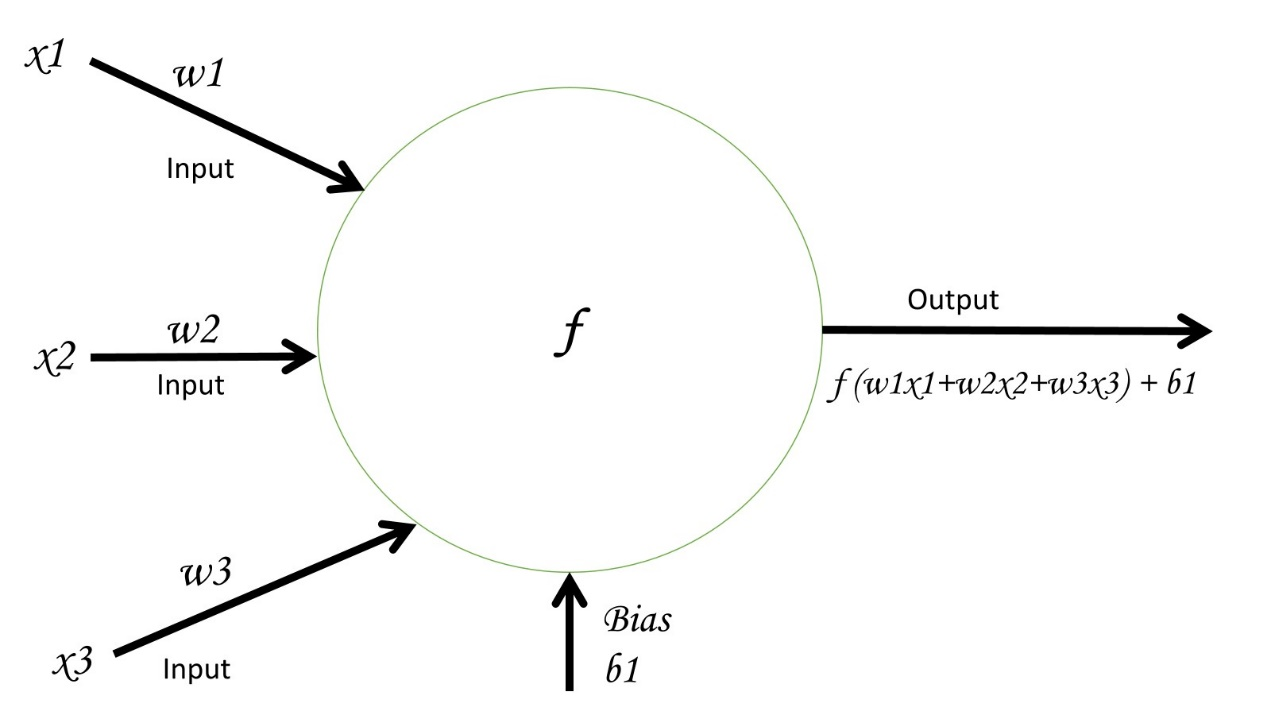 x1
w1
Input
x2
w2
Input
x3
w3
Input
f
Bias
b1
Output
f(w1x1+w2x2+w3x3) + b1